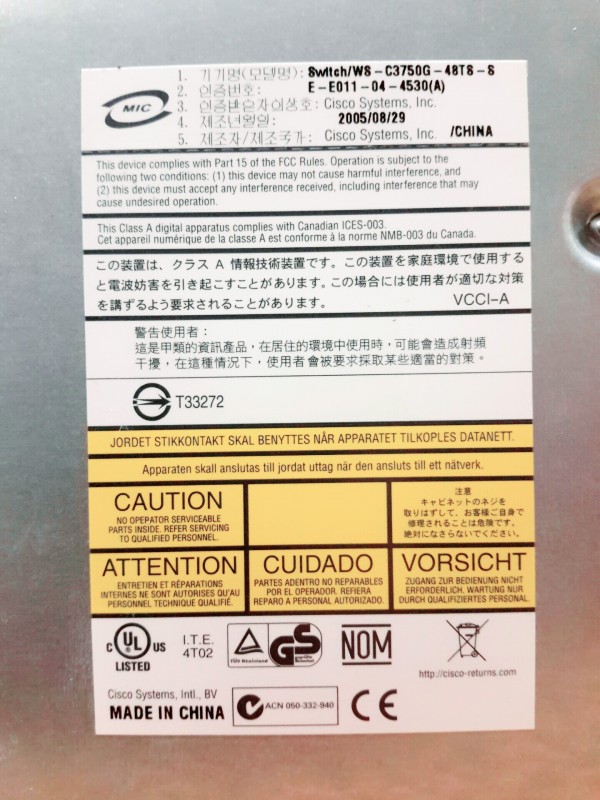 MIC
1. 기기명(모델명): Switch/WS-C3750G-48TS-S
2. 인증번호: E-E011-04-4530(A)
3. 인증받은자의상호: Cisco Systems, Inc.
4. 제조년월일: 2005/08/29
5. 제조자/제조국가: Cisco Systems, Inc. /CHINA
This device complies with Part 15 of the FCC Rules. Operation is subject to the
following two conditions: (1) this device may not cause harmful interference, and
(2) this device must accept any interference received, including interference that may
cause undesired operation.
This Class A digital apparatus complies with Canadian ICES-003.
Cet appareil numérique de la classe A est conforme à la norme NMB-003 du Canada.
この装置は、クラス A 情報技術装置です。この装置を家庭環境で使用する
と電波妨害を引き起こすことがあります。この場合には使用者が適切な対策
を講ずるよう要求されることがあります。 VCCI-A
警告使用者：
這是甲類的資訊產品，在居住的環境中使用時，可能會造成射頻
干擾，在這種情況下，使用者會被要求採取某些適當的對策。
T33272
JORDET STIKKONTAKT SKAL BENYTTES NÅR APPARATET TILKOPLES DATANETT.
Apparaten skall anslutas till jordat uttag når den ansluts till ett nätverk.
CAUTION
NO OPERATOR SERVICEABLE
PARTS INSIDE. REFER SERVICING
TO QUALIFIED PERSONNEL.
注意
キャビネットのネジを
取りはずして、お客様ご自身で
修理されることは危険です。
絶対になさらないでください。
ATTENTION
ENTRETIEN ET RÉPARATIONS
INTERNES NE SONT AUTORISES QU'AU
PERSONNEL TECHNIQUE QUALIFIÉ.
CUIDADO
PARTES ADENTRO NO REPARABLES
POR EL OPERADOR. REFIERA
REPARO A PERSONAL AUTORIZADO.
VORSICHT
ZUGANG ZUR BEDIENUNG NICHT
ERFORDERLICH. WARTUNG NUR
DURCH QUALIFIZIERTES PERSONAL.
C UL US
LISTED
I.T.E.
4T02
TÜV Rheinland
GS
geprüfte
Sicherheit
NOM
http://cisco-returns.com
Cisco Systems, Intl., BV
MADE IN CHINA
ACN 050-332-940
CE